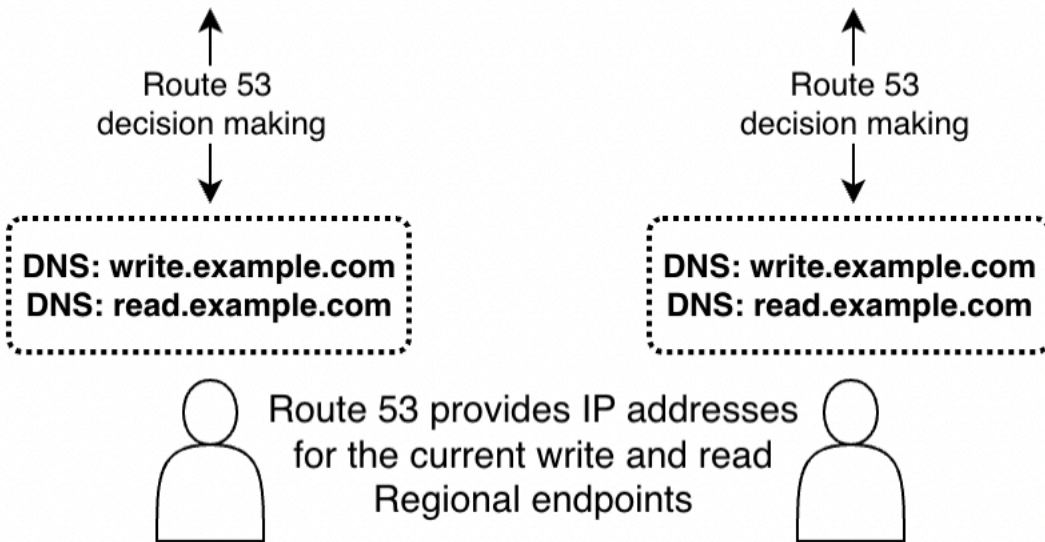 Route 53
decision making
Route 53
decision making
DNS: write.example.com
DNS: read.example.com
DNS: write.example.com
DNS: read.example.com
Route 53 provides IP addresses
for the current write and read
Regional endpoints